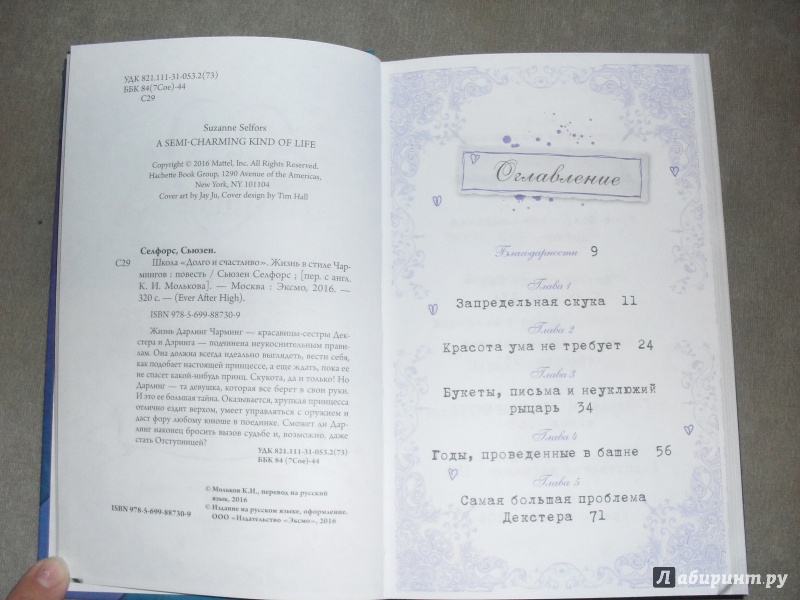 УДК 821.111-31-053.2(73)
ББК 84(7Сое)-44
С29
Suzanne Selfors
A SEMI-CHARMING KIND OF LIFE
Copyright © 2016 Mattel, Inc. All Rights Reserved.
Hachette Book Group, 1290 Avenue of the Americas,
New York, NY 101104
Cover art by Jay Ju, Cover design by Tim Hall
Селфорс, Сьюзен.
С29 Школа «Долго и счастливо». Жизнь в стиле Чар-
мингов : повесть / Сьюзен Селфорс ; [пер. с англ.
К. И. Молькова]. — Москва : Эксмо, 2016. —
320 с. — (Ever After High).
ISBN 978-5-699-88730-9
Жизнь Дарлинг Чарминг — красавицы-сестры Дек-
стера и Дэринга — подчинена неукоснительным прави-
лам. Она должна всегда идеально выглядеть, вести себя,
как подобает настоящей принцессе, а еще ждать, пока ее
не спасет какой-нибудь принц. Скукота, да и только! Но
Дарлинг — та девушка, которая все берет в свои руки.
И это ее большая тайна. Оказывается, хрупкая принцесса
отлично ездит верхом, умеет управляться с оружием и
даст фору любому юноше в поединке. Сможет ли Дар-
линг наконец бросить вызов судьбе и, возможно, даже
стать Отступницей?
УДК 821.111-31-053.2(73)
ББК 84 (7Сое)-44
© Мольков К.И., перевод на русский
язык, 2016
© Издание на русском языке, оформление.
ISBN 978-5-699-88730-9 ООО «Издательство «Эксмо», 2016
Оглавление
Благодарности 9
Глава 1
Запредельная скука 11
Глава 2
Красота ума не требует 24
Глава 3
Букеты, письма и неуклюжий
рыцарь 34
Глава 4
Годы, проведенные в башне 56
Глава 5
Самая большая проблема
Декстера 71
Лабиринт.ру